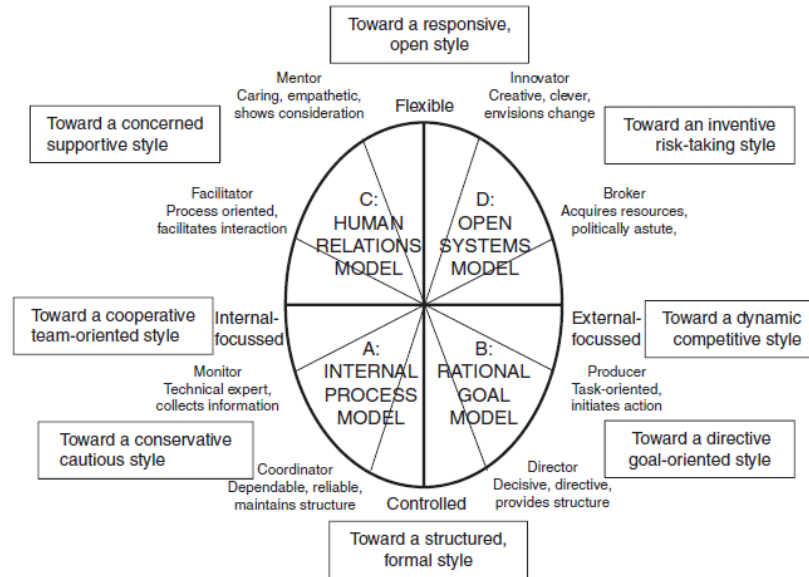 Toward a responsive,
open style
Mentor
Caring, empathetic,
shows consideration
Flexible
Innovator
Creative, clever,
envisions change
Toward a concerned
supportive style
Toward an inventive
risk-taking style
Facilitator
Process oriented,
facilitates interaction
C:
HUMAN
RELATIONS
MODEL
D:
OPEN
SYSTEMS
MODEL
Broker
Acquires resources,
politically astute,
Toward a cooperative
team-oriented style
Internal-
focussed
External-
focussed
Toward a dynamic
competitive style
Monitor
Technical expert,
collects information
A:
INTERNAL
PROCESS
MODEL
B:
RATIONAL
GOAL
MODEL
Producer
Task-oriented,
initiates action
Toward a conservative
cautious style
Toward a directive
goal-oriented style
Coordinator
Dependable, reliable,
maintains structure
Controlled
Director
Decisive, directive,
provides structure
Toward a structured,
formal style